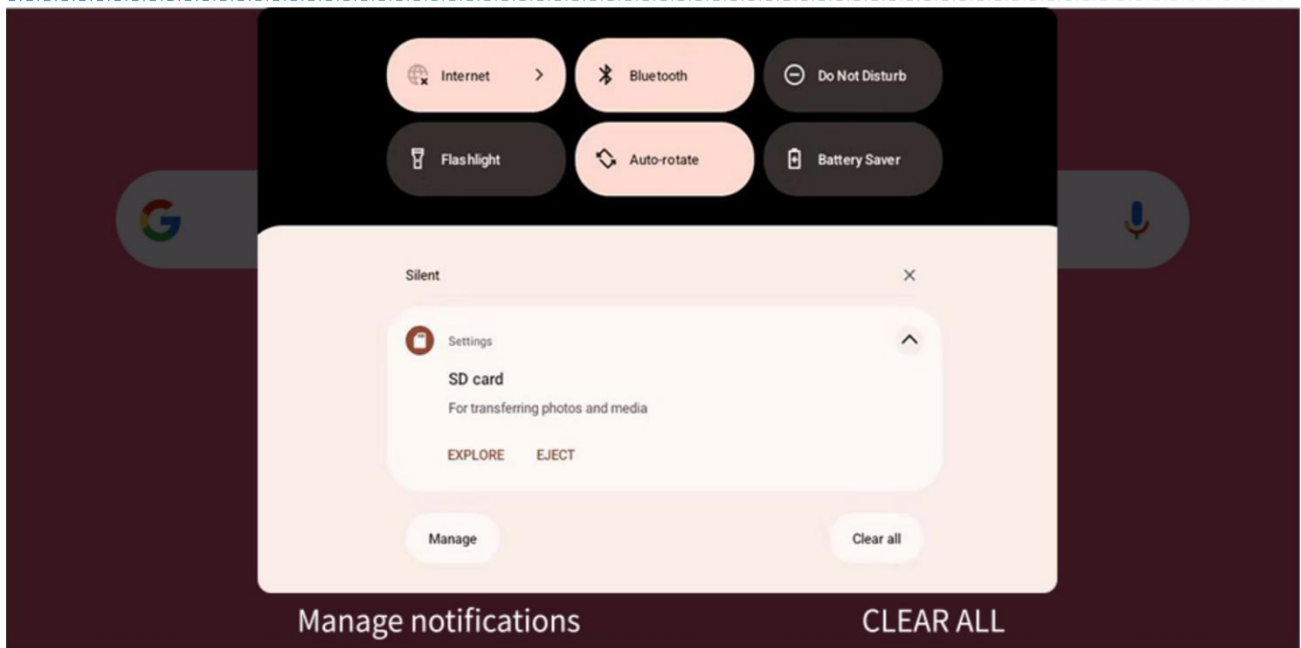 Internet Bluetooth Do Not Disturb
Flashlight Auto-rotate Battery Saver
G
Silent
Settings
SD card
For transferring photos and media
EXPLORE EJECT
Manage Clear all
Manage notifications CLEAR ALL